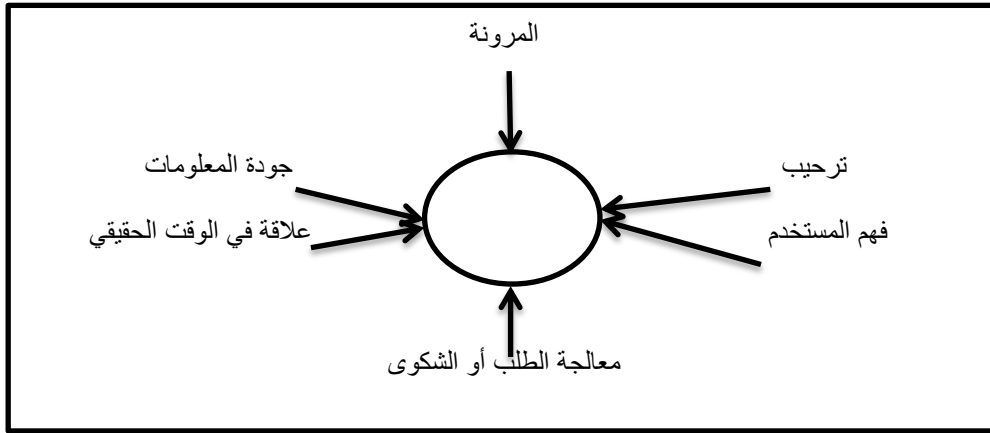 المرونة
ترحيب
جودة المعلومات
فهم المستخدم
علاقة في الوقت الحقيقي
معالجة الطلب أو الشكوى